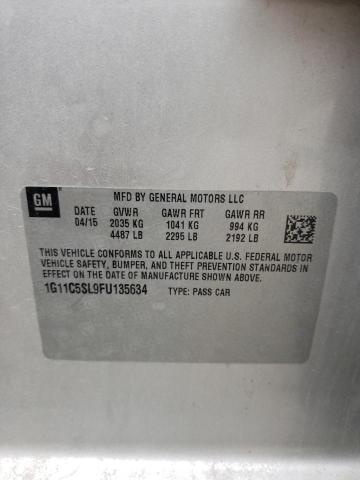 GM
MFD BY GENERAL MOTORS LLC
DATE GVWR GAWR FRT GAWR RR
04/15 2035 KG 1041 KG 994 KG
4487 LB 2295 LB 2192 LB
THIS VEHICLE CONFORMS TO ALL APPLICABLE U.S. FEDERAL MOTOR
VEHICLE SAFETY, BUMPER, AND THEFT PREVENTION STANDARDS
IN EFFECT ON THE DATE OF MANUFACTURE SHOWN ABOVE.
1G11C5SL9FU135634 TYPE: PASS CAR